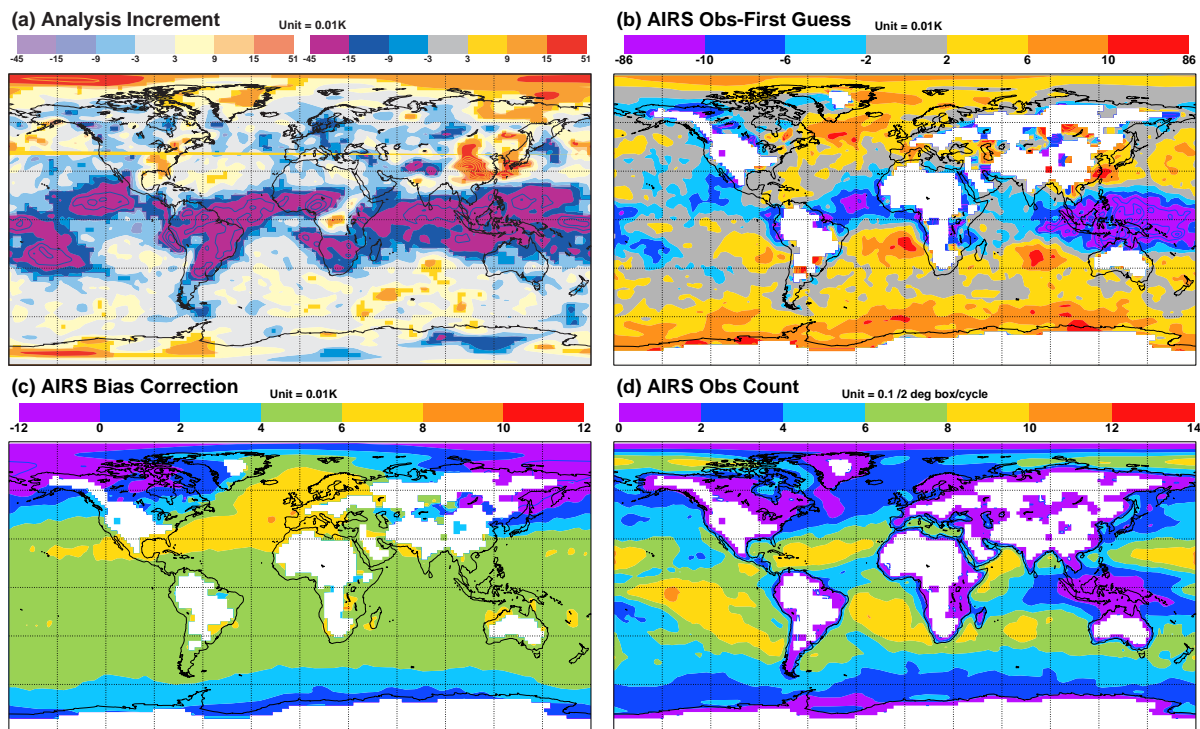 (a) Analysis Increment
Unit = 0.01K
-45 -15 -9 -3 3 9 15 51 -45 -15 -9 -3 3 9 15 51
(b) AIRS Obs-First Guess
Unit = 0.01K
-86 -10 -6 -2 2 6 10 86
(c) AIRS Bias Correction
Unit = 0.01K
-12 0 2 4 6 8 10 12
(d) AIRS Obs Count
Unit = 0.1 /2 deg box/cycle
0 2 4 6 8 10 12 14